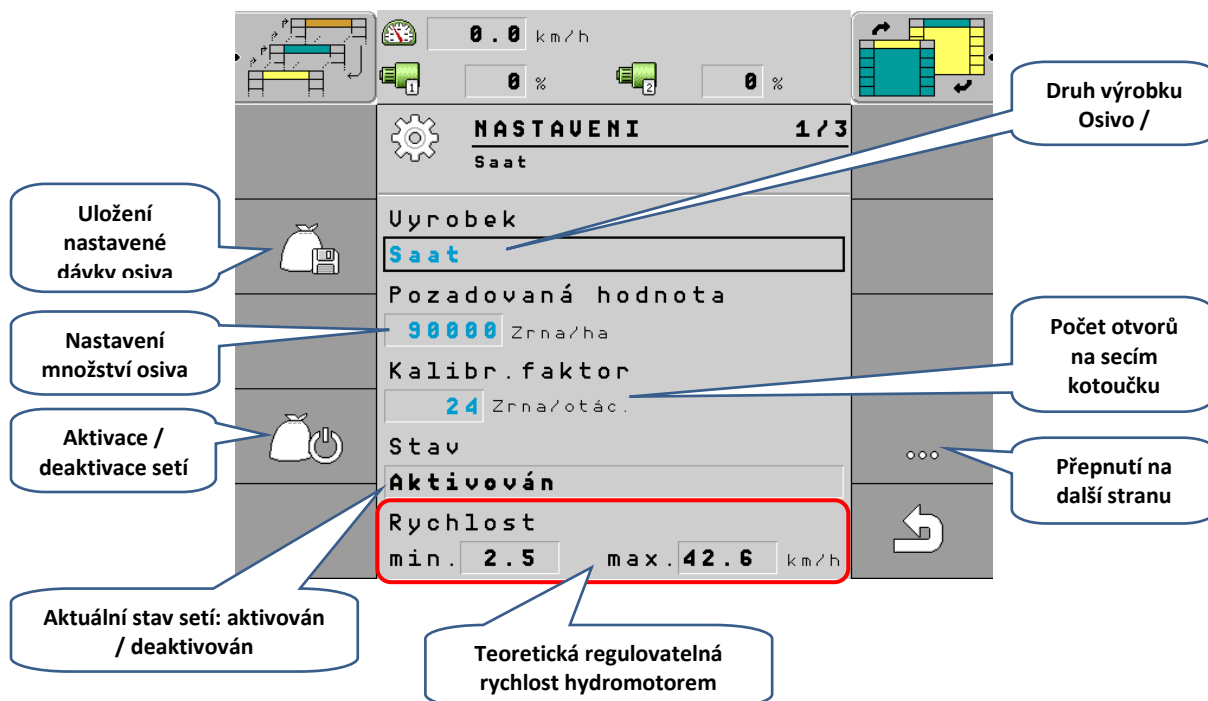 0.0 km/h
1
0 %
2
0 %
Druh výrobku
Osivo /
NASTAVENI 1/3
Saat
Uložení
nastavené
dávky osiva
Vyrobek
Saat
Pozadovaná hodnota
90000 Zrna/ha
Nastavení
množství osiva
Počet otvorů
na secím
kotoučku
Kalibr.faktor
24 Zrna/otác.
Aktivace /
deaktivace setí
Stav
Aktivován
Přepnutí na
další stranu
Rychlost
min. 2.5 max. 42.6 km/h
Aktuální stav setí: aktivován
/ deaktivován
Teoretická regulovatelná
rychlost hydromotorem